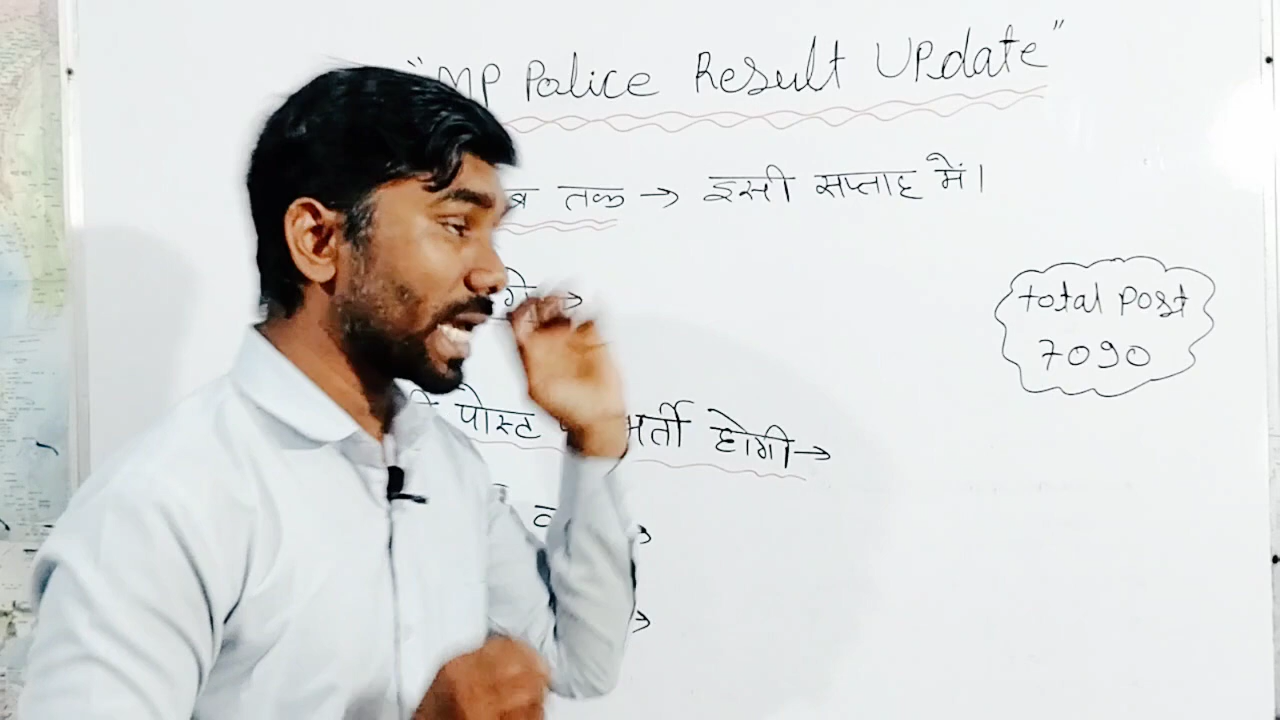 "MP Police Result UPdate"
तक → इसी सप्ताह में।
total Post
7090
पोस्ट भर्ती होगी →